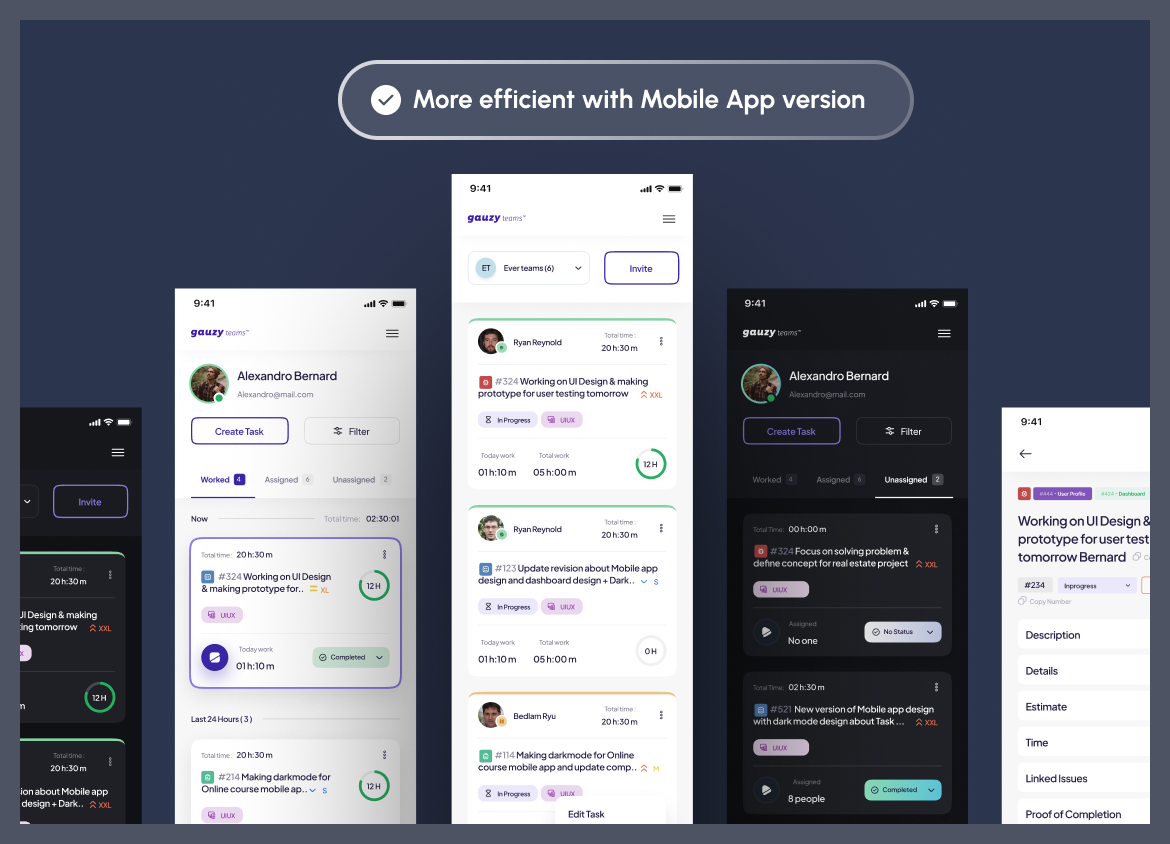 More efficient with Mobile App version
Invite
Total time :
20 h:30 m
UI Design & making
ting tomorrow XXL
12 H
Total time :
20 h:30 m
sion about Mobile app
d design + Dark.. S
12 H
9:41
gauzy teams™
Alexandro Bernard
Alexandro@mail.com
Create Task Filter
Worked 4 Assigned 6 Unassigned 2
Now Total time: 02:30:01
Total time : 20 h:30 m
#324 Working on UI Design
& making prototype for.. XL
12 H
UIUX
Today work
01 h:10 m
Completed
Last 24 Hours ( 3 )
Total time : 20 h:30 m
#214 Making darkmode for
Online course mobile ap.. S
12 H
UIUX
9:41
gauzy teams™
ET Ever teams (6) Invite
Ryan Reynold
Total time :
20 h:30 m
#324 Working on UI Design & making
prototype for user testing tomorrow XXL
In Progress UIUX
Today work Total work
01 h:10 m 05 h:00 m
12 H
Ryan Reynold
Total time :
20 h:30 m
#123 Update revision about Mobile app
design and dashboard design + Dark.. S
In Progress UIUX
Today work Total work
01 h:10 m 05 h:00 m
0 H
Bedlam Ryu
Total time :
20 h:30 m
#114 Making darkmode for Online
course mobile app and update comp.. M
In Progress UIUX
Edit Task
9:41
gauzy teams™
Alexandro Bernard
Alexandro@mail.com
Create Task Filter
Worked 4 Assigned 6 Unassigned 2
Total Time: 00 h:00 m
#324 Focus on solving problem &
define concept for real estate project XXL
UIUX
Assigned
No one
No Status
Total Time: 02 h:30 m
#521 New version of Mobile app design
with dark mode design about Task ... XXL
UIUX
Assigned
8 people
Completed
9:41
#444 - User Profile #424 - Dashboard
Working on UI Design &
prototype for user test
tomorrow Bernard
#234 Inprogress
Copy Number
Description
Details
Estimate
Time
Linked Issues
Proof of Completion